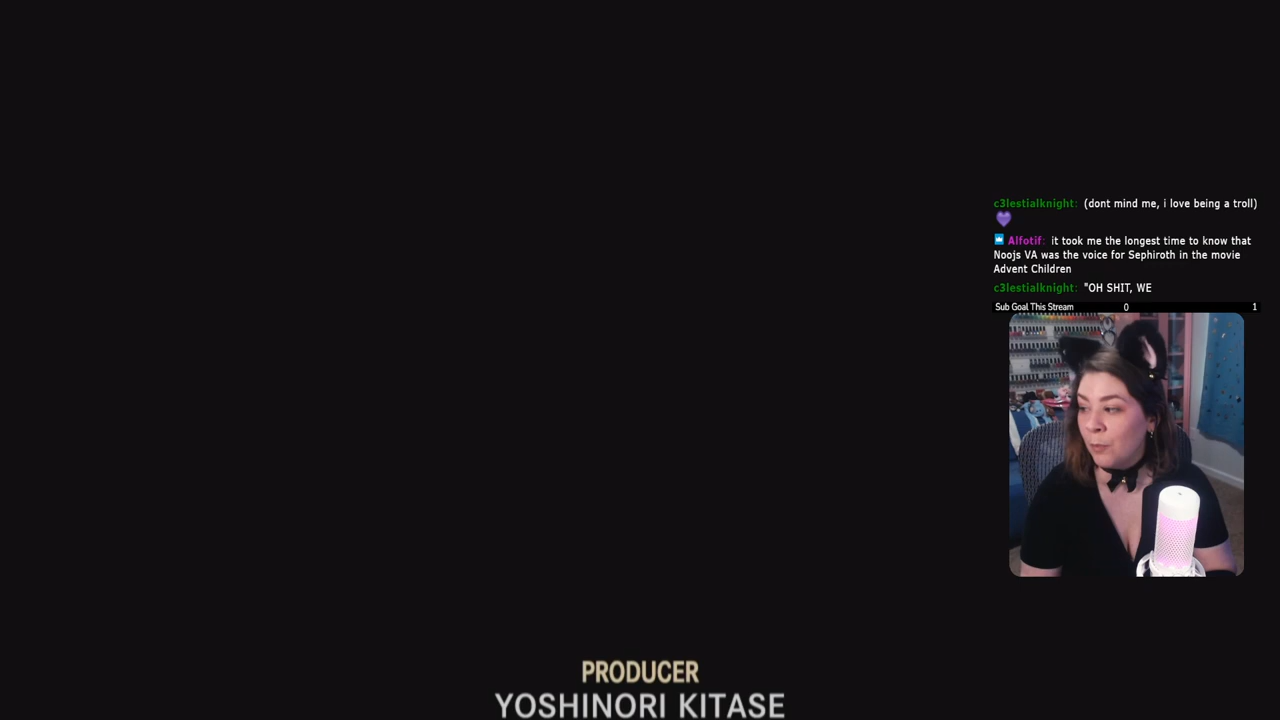 c3lestialknight: (dont mind me, i love being a troll)
Alfotif: it took me the longest time to know that
Noojs VA was the voice for Sephiroth in the movie
Advent Children
c3lestialknight: "OH SHIT, WE
Sub Goal This Stream 0 1
PRODUCER
YOSHINORI KITASE